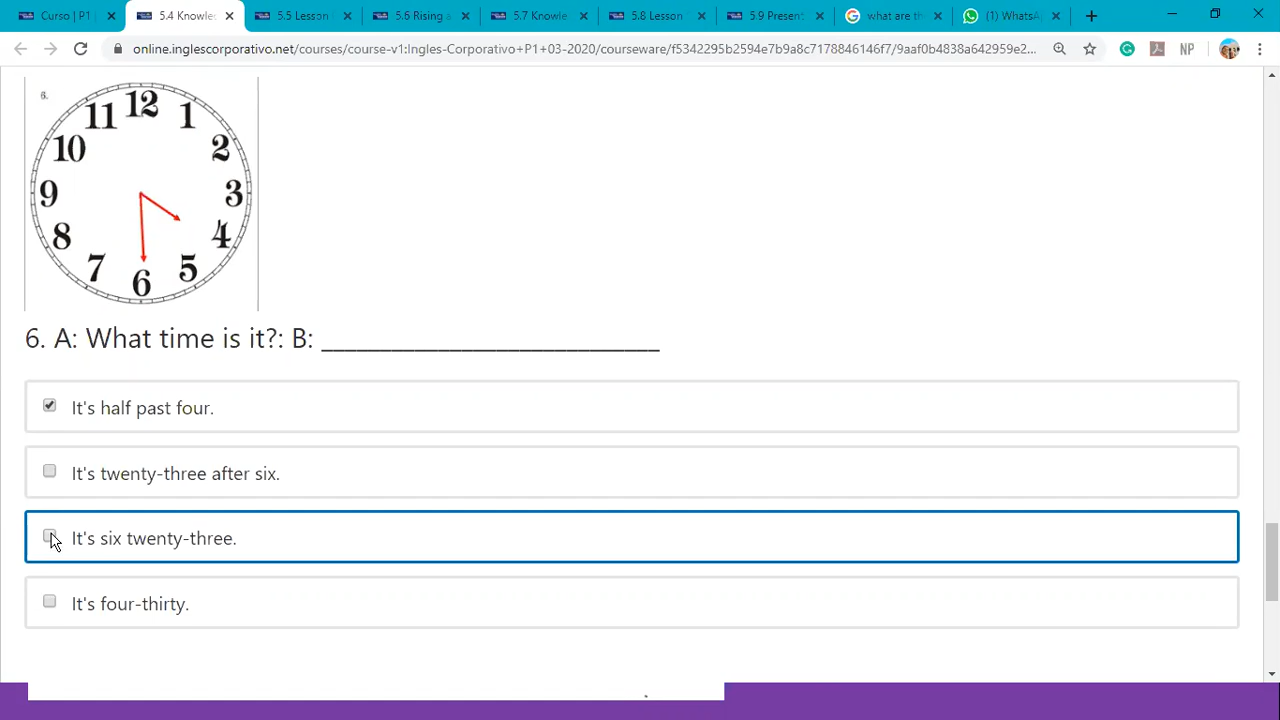 Curso | P1
5.4 Knowle
5.5 Lesson
5.6 Rising a
5.7 Knowle
5.8 Lesson
5.9 Present
what are th
(1) WhatsA
online.inglescorporativo.net/courses/course-v1:Ingles-Corporativo+P1+03-2020/courseware/f5342295b2594e7b9a8c7178846146f7/9aaf0b4838a642959e2...
NP
6.
12
11
1
10
2
9
3
8
4
7
5
6
6. A: What time is it?: B: ____________________________
It's half past four.
It's twenty-three after six.
It's six twenty-three.
It's four-thirty.